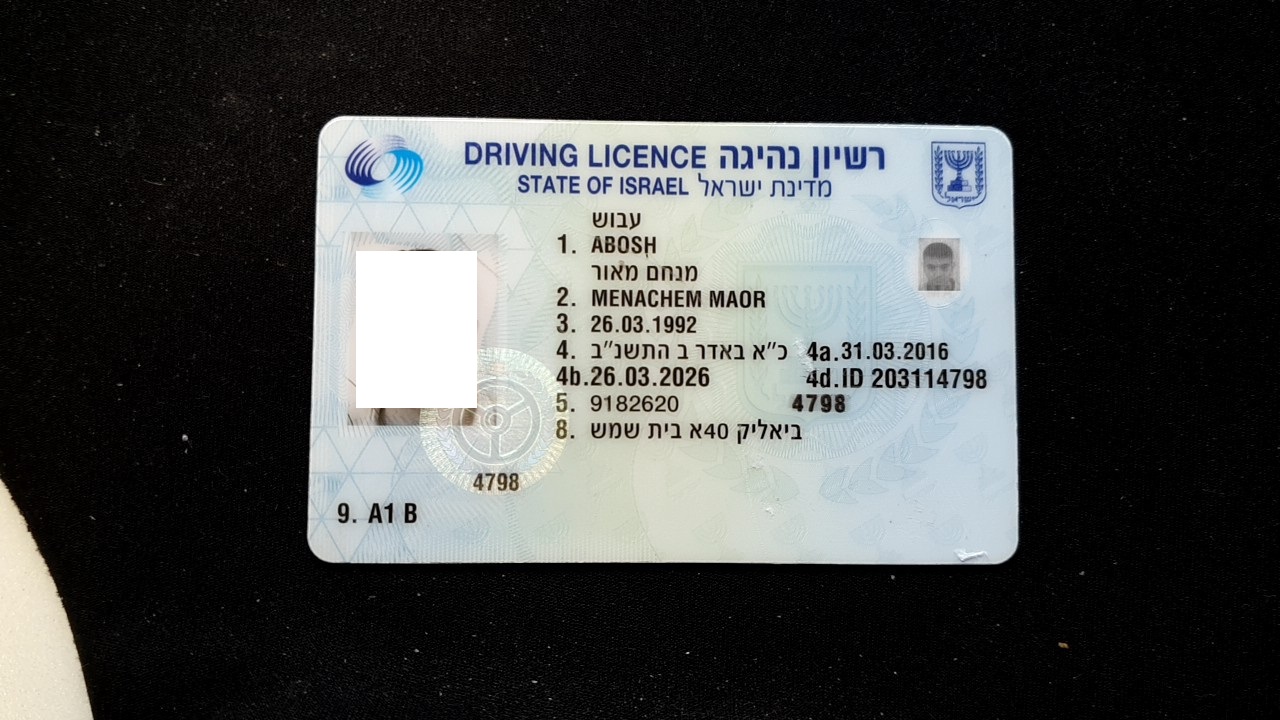 DRIVING LICENCE רשיון נהיגה
STATE OF ISRAEL מדינת ישראל
ישראל
עבוש
1. ABOSH
מנחם מאור
2. MENACHEM MAOR
3. 26.03.1992
4. כ"א באדר ב התשנ"ב 4a.31.03.2016
4b.26.03.2026 4d.ID 203114798
5. 9182620 4798
8. ביאליק 40א בית שמש
4798
9. A1 B